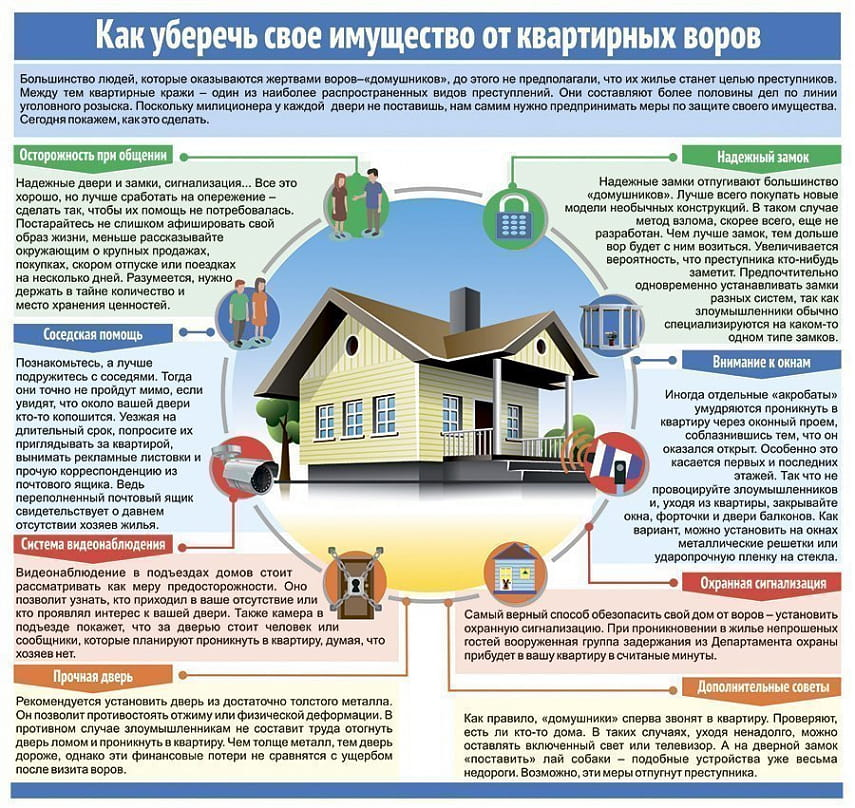 Как уберечь свое имущество от квартирных воров
Большинство людей, которые оказываются жертвами воров–«домушников», до этого не предполагали, что их жилье станет целью преступников.
Между тем квартирные кражи – один из наиболее распространенных видов преступлений. Они составляют более половины дел по линии
уголовного розыска. Поскольку милиционера у каждой двери не поставишь, нам самим нужно предпринимать меры по защите своего имущества.
Сегодня покажем, как это сделать.
Осторожность при общении
Надежные двери и замки, сигнализация... Все это
хорошо, но лучше сработать на опережение –
сделать так, чтобы их помощь не потребовалась.
Постарайтесь не слишком афишировать свой
образ жизни, меньше рассказывайте
окружающим о крупных продажах,
покупках, скором отпуске или поездках
на несколько дней. Разумеется, нужно
держать в тайне количество и
место хранения ценностей.
Соседская помощь
Познакомьтесь, а лучше
подружитесь с соседями. Тогда
они точно не пройдут мимо, если
увидят, что около вашей двери
кто-то копошится. Уезжая на
длительный срок, попросите их
приглядывать за квартирой,
вынимать рекламные листовки и
прочую корреспонденцию из
почтового ящика. Ведь
переполненный почтовый ящик
свидетельствует о давнем
отсутствии хозяев жилья.
Система видеонаблюдения
Видеонаблюдение в подъездах домов стоит
рассматривать как меру предосторожности. Оно
позволит узнать, кто приходил в ваше отсутствие или
кто проявлял интерес к вашей двери. Также камера в
подъезде покажет, что за дверью стоит человек или
сообщники, которые планируют проникнуть в квартиру, думая, что
хозяев нет.
Прочная дверь
Рекомендуется установить дверь из достаточно толстого металла.
Он позволит противостоять отжиму или физической деформации. В
противном случае злоумышленникам не составит труда отогнуть
дверь ломом и проникнуть в квартиру. Чем толще металл, тем дверь
дороже, однако эти финансовые потери не сравнятся с ущербом
после визита воров.
Надежный замок
Надежные замки отпугивают большинство
«домушников». Лучше всего покупать новые
модели необычных конструкций. В таком случае
метод взлома, скорее всего, еще не
разработан. Чем лучше замок, тем дольше
вор будет с ним возиться. Увеличивается
вероятность, что преступника кто-нибудь
заметит. Предпочтительно
одновременно устанавливать замки
разных систем, так как
злоумышленники обычно
специализируются на каком-то
одном типе замков.
Внимание к окнам
Иногда отдельные «акробаты»
умудряются проникнуть в
квартиру через оконный проем,
соблазнившись тем, что он
оказался открыт. Особенно это
касается первых и последних
этажей. Так что не
провоцируйте злоумышленников
и, уходя из квартиры, закрывайте
окна, форточки и двери балконов. Как
вариант, можно установить на окнах
металлические решетки или
ударопрочную пленку на стекла.
Охранная сигнализация
Самый верный способ обезопасить свой дом от воров – установить
охранную сигнализацию. При проникновении в жилье непрошеных
гостей вооруженная группа задержания из Департамента охраны
прибудет в вашу квартиру в считаные минуты.
Дополнительные советы
Как правило, «домушники» сперва звонят в квартиру. Проверяют,
есть ли кто-то дома. В таких случаях, уходя ненадолго, можно
оставлять включенный свет или телевизор. А на дверной замок
«поставить» лай собаки – подобные устройства уже весьма
недороги. Возможно, эти меры отпугнут преступника.